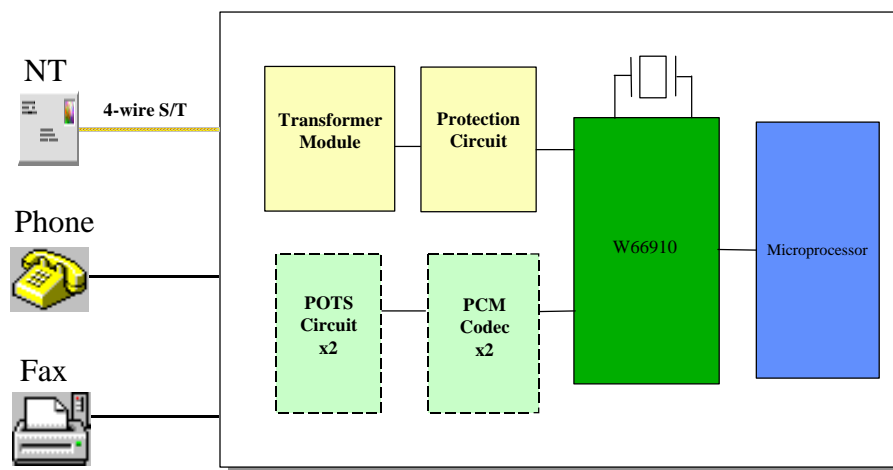 NT
4-wire S/T
Transformer
Module
Protection
Circuit
W66910
Microprocessor
Phone
POTS
Circuit
x2
PCM
Codec
x2
Fax